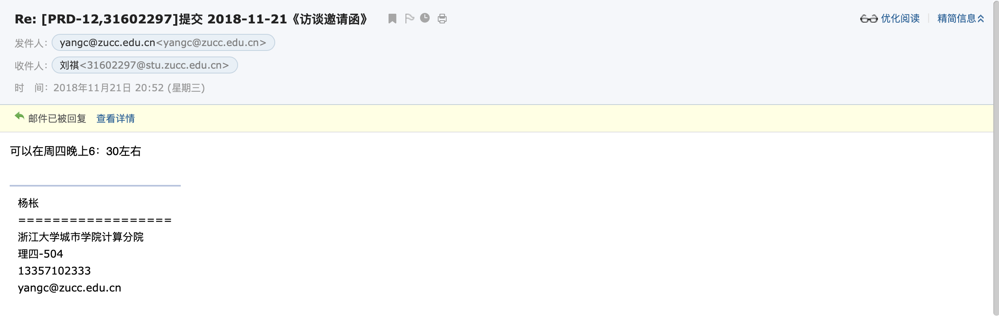 Re: [PRD-12,31602297]提交 2018-11-21《访谈邀请函》
优化阅读 精简信息
发件人：yangc@zucc.edu.cn<yangc@zucc.edu.cn>
收件人：刘祺<31602297@stu.zucc.edu.cn>
时 间：2018年11月21日 20:52 (星期三)
邮件已被回复 查看详情
可以在周四晚上6：30左右
杨枨
==================
浙江大学城市学院计算分院
理四-504
13357102333
yangc@zucc.edu.cn